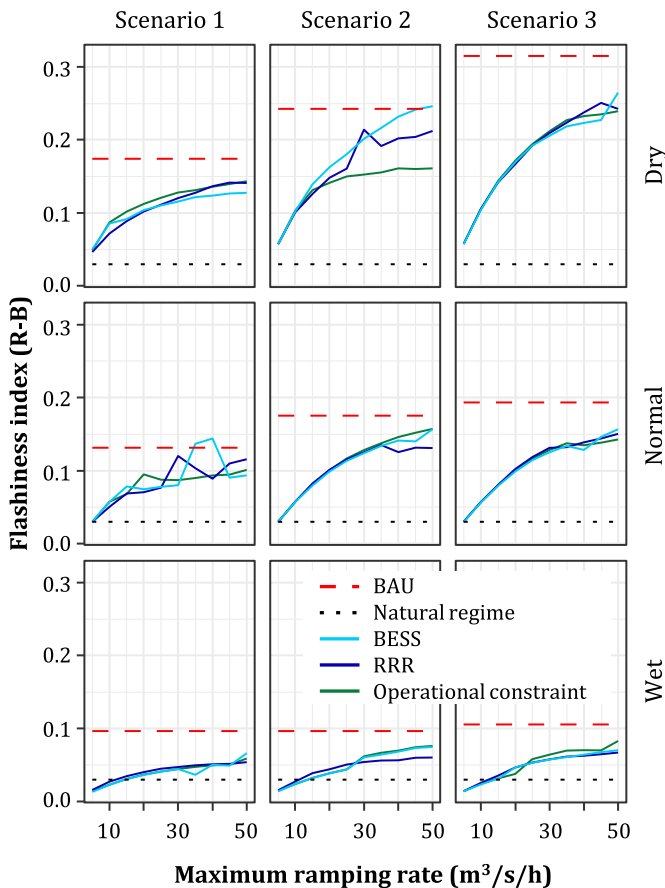 Scenario 1
Scenario 2
Scenario 3
Flashiness index (R-B)
0.3
0.2
0.1
0.0
Dry
0.3
0.2
0.1
0.0
Normal
0.3
0.2
0.1
0.0
Wet
BAU
Natural regime
BESS
RRR
Operational constraint
10 30 50
10 30 50
10 30 50
Maximum ramping rate (m³/s/h)